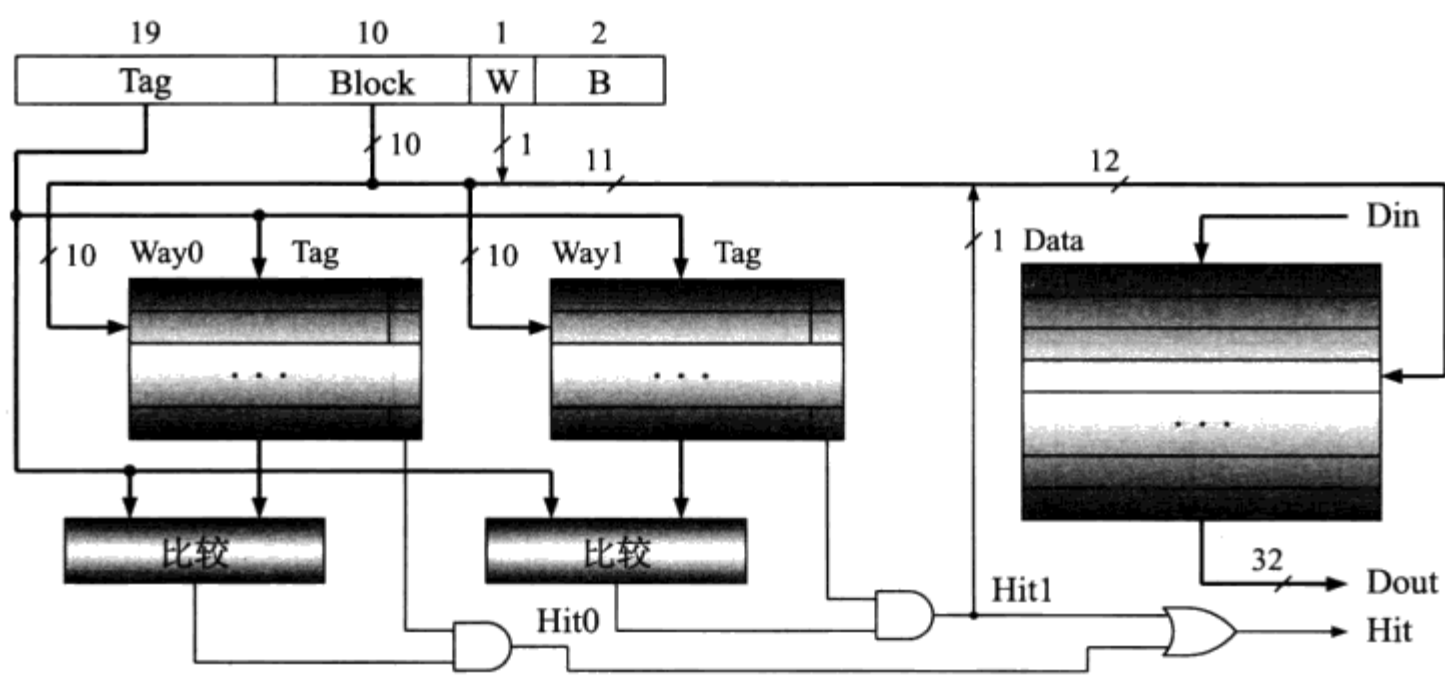 19 10 1 2
Tag Block W B
10 1
11 12
Din
10 Way0 Tag 10 Way1 Tag 1 Data
• • • • • • • • •
比较 比较
32
Dout
Hit1
Hit0
Hit